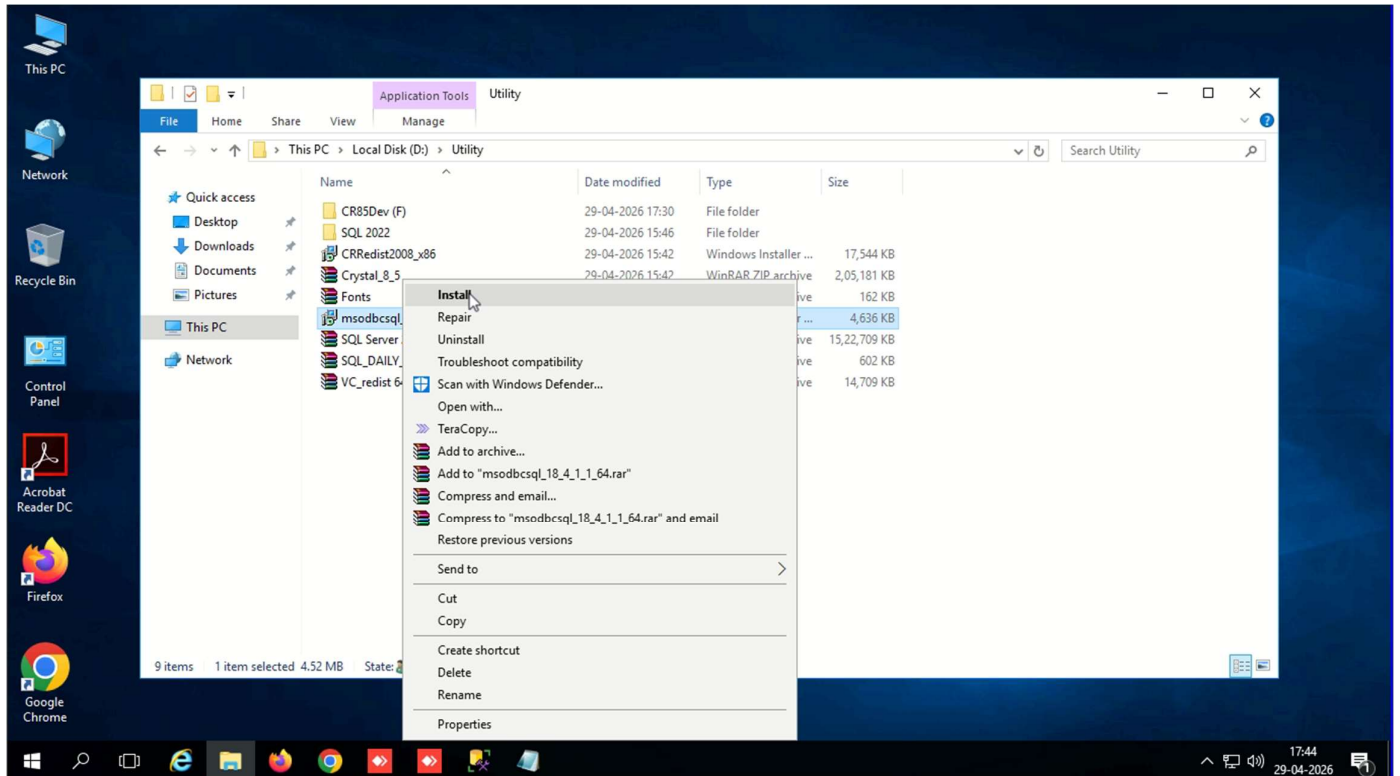 This PC
Network
Recycle Bin
Control
Panel
Acrobat
Reader DC
Firefox
Google
Chrome
Application Tools Utility
File Home Share View Manage
This PC > Local Disk (D:) > Utility
Search Utility
Quick access
Desktop
Downloads
Documents
Pictures
This PC
Network
Name Date modified Type Size
CR85Dev (F) 29-04-2026 17:30 File folder
SQL 2022 29-04-2026 15:46 File folder
CRRedist2008_x86 29-04-2026 15:42 Windows Installer ... 17,544 KB
Crystal_8_5 29-04-2026 15:42 WinRAR ZIP archive 2,05,181 KB
Fonts ive 162 KB
msodbcsql_ r ... 4,636 KB
SQL Server ive 15,22,709 KB
SQL_DAILY_ ive 602 KB
VC_redist 64 ive 14,709 KB
Install
Repair
Uninstall
Troubleshoot compatibility
Scan with Windows Defender...
Open with...
TeraCopy...
Add to archive...
Add to "msodbcsql_18_4_1_1_64.rar"
Compress and email...
Compress to "msodbcsql_18_4_1_1_64.rar" and email
Restore previous versions
Send to
Cut
Copy
Create shortcut
Delete
Rename
Properties
9 items 1 item selected 4.52 MB State:
17:44
29-04-2026
1